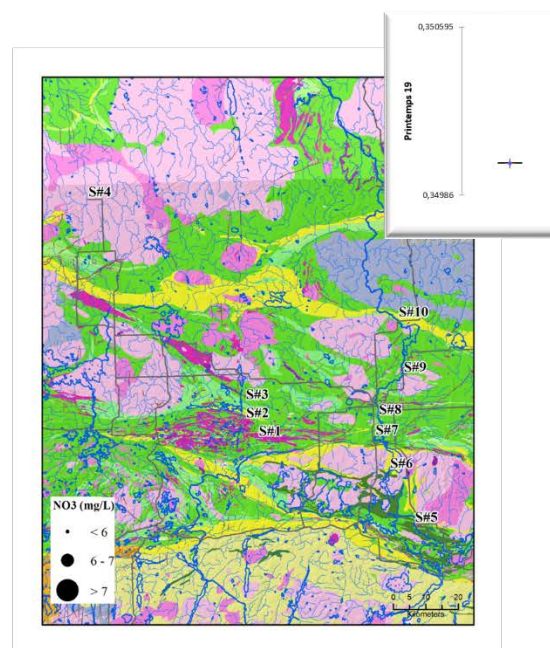 0,350595
Printemps 19
0,34986
S#4
S#10
S#9
S#3
S#8
S#2
S#1
S#7
S#6
S#5
NO3 (mg/L)
< 6
6 - 7
> 7
0 5 10 20
Kilometers